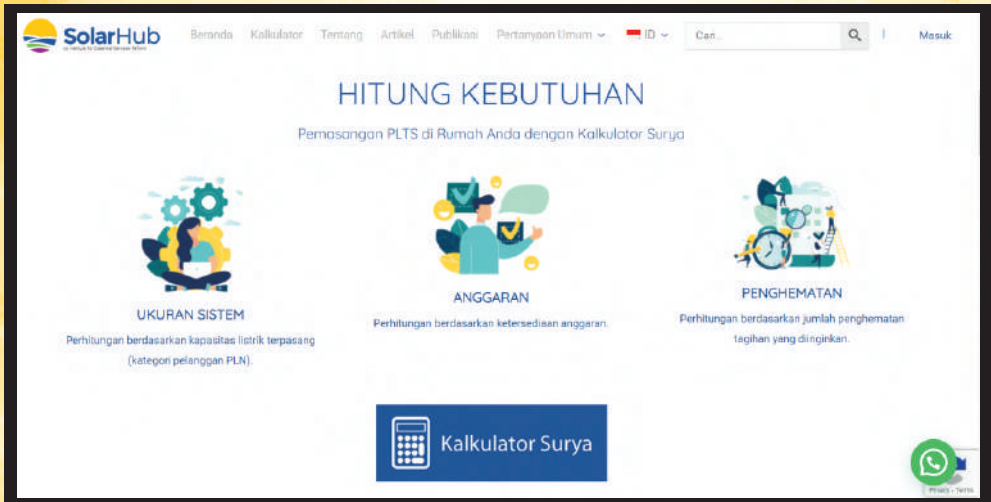 SolarHub
Beranda Kalkulator Tentang Artikel Publikasi Pertanyaan Umum ID Cari... Masuk
HITUNG KEBUTUHAN
Pemasangan PLTS di Rumah Anda dengan Kalkulator Surya
UKURAN SISTEM
Perhitungan berdasarkan kapasitas listrik terpasang
(kategori pelanggan PLN).
ANGGARAN
Perhitungan berdasarkan ketersediaan anggaran.
PENGHEMATAN
Perhitungan berdasarkan jumlah penghematan
tagihan yang diinginkan.
Kalkulator Surya
Privacy - Terms